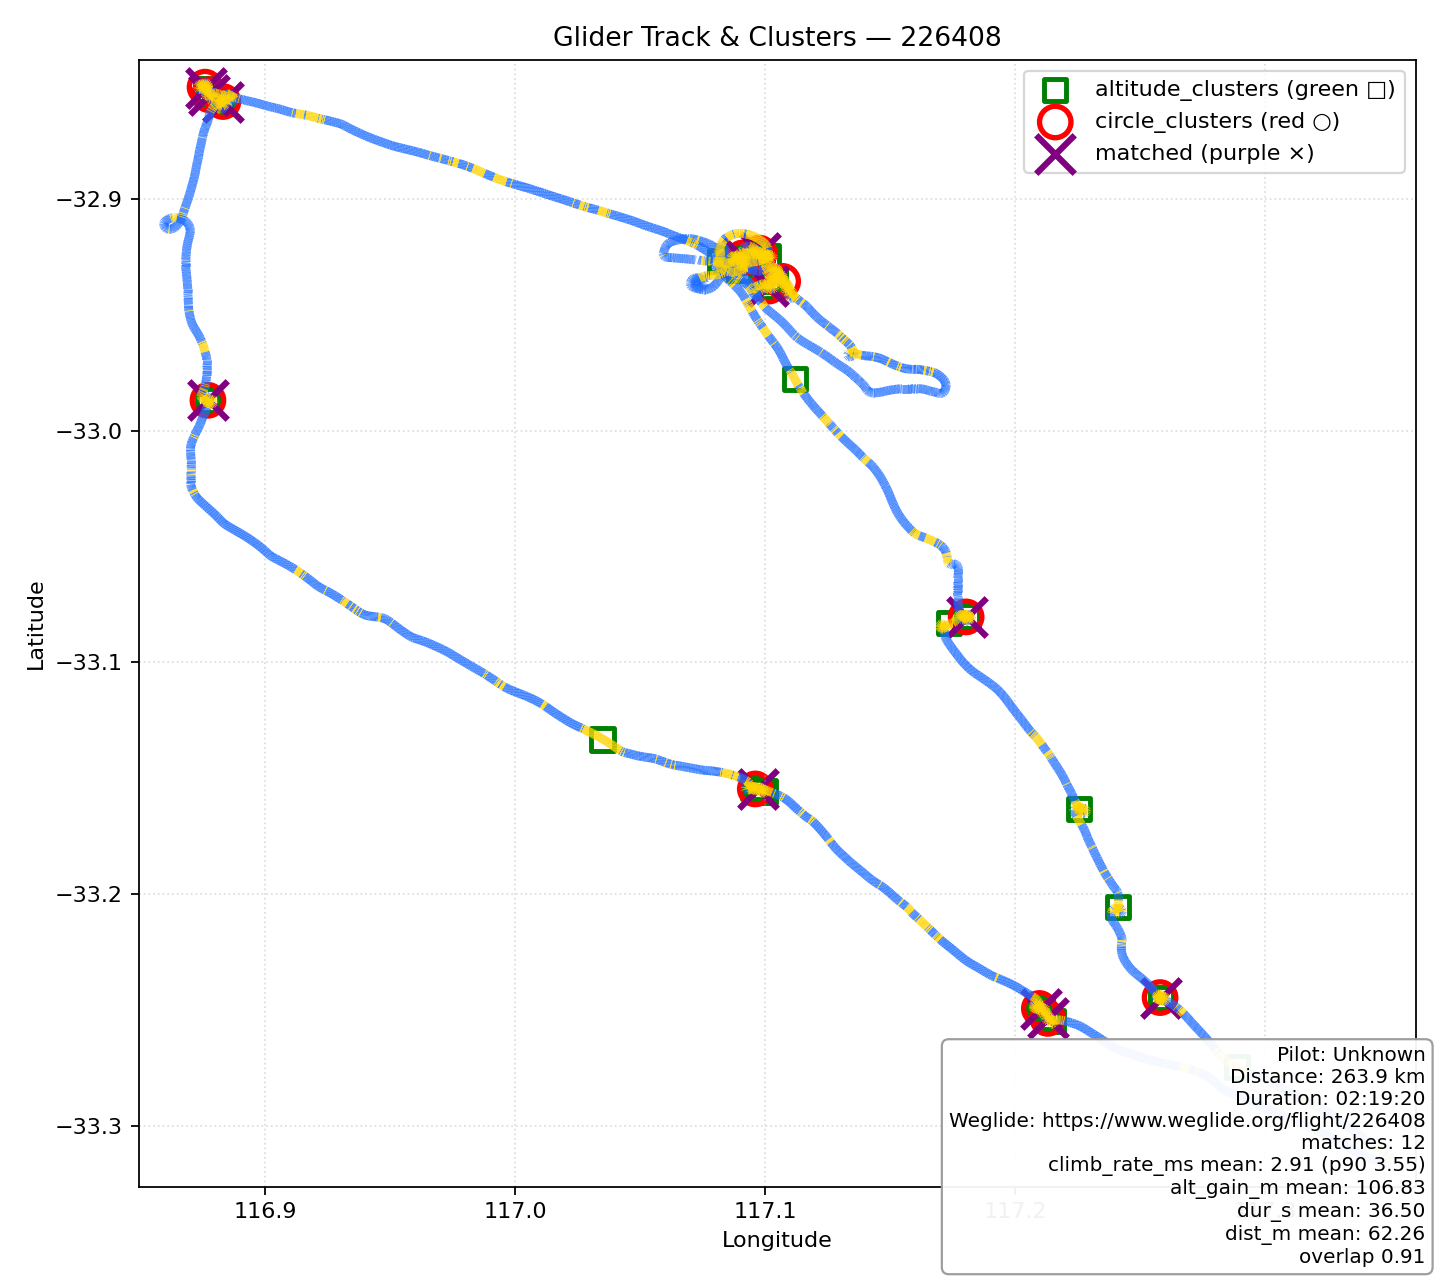 Glider Track & Clusters — 226408
altitude_clusters (green □)
circle_clusters (red ○)
matched (purple ×)
−32.9
−33.0
−33.1
−33.2
−33.3
Latitude
116.9
117.0
117.1
117.2
Longitude
Pilot: Unknown
Distance: 263.9 km
Duration: 02:19:20
Weglide: https://www.weglide.org/flight/226408
matches: 12
climb_rate_ms mean: 2.91 (p90 3.55)
alt_gain_m mean: 106.83
dur_s mean: 36.50
dist_m mean: 62.26
overlap 0.91